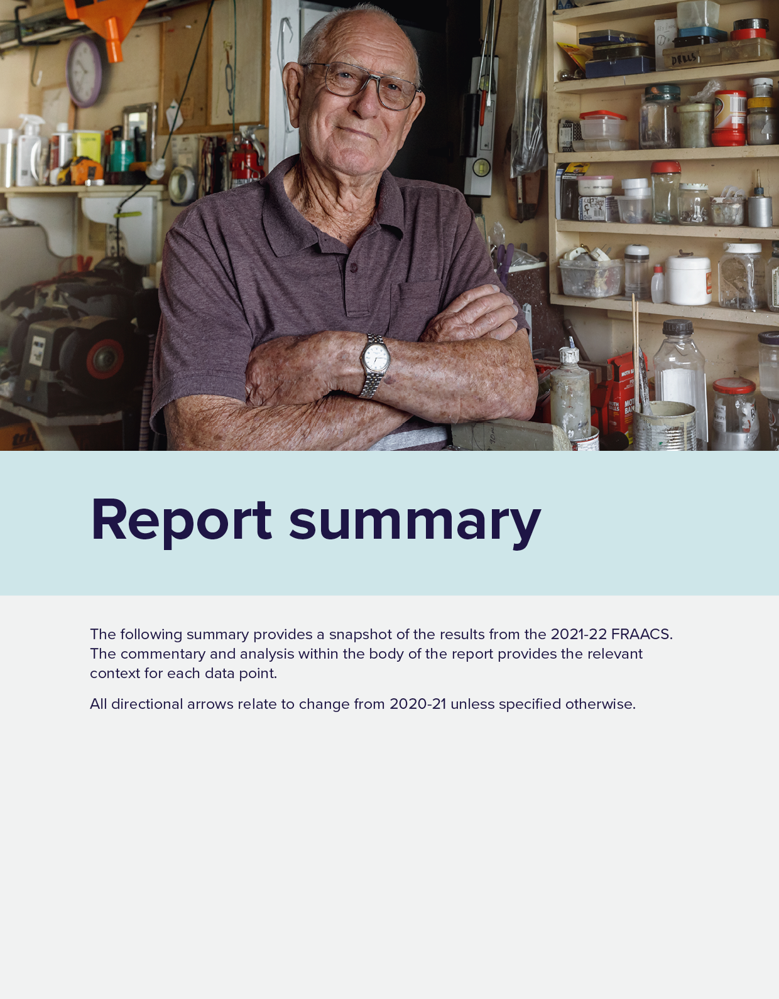 DRILLS
MOTH BALLS
Report summary
The following summary provides a snapshot of the results from the 2021-22 FRAACS.
The commentary and analysis within the body of the report provides the relevant
context for each data point.
All directional arrows relate to change from 2020-21 unless specified otherwise.